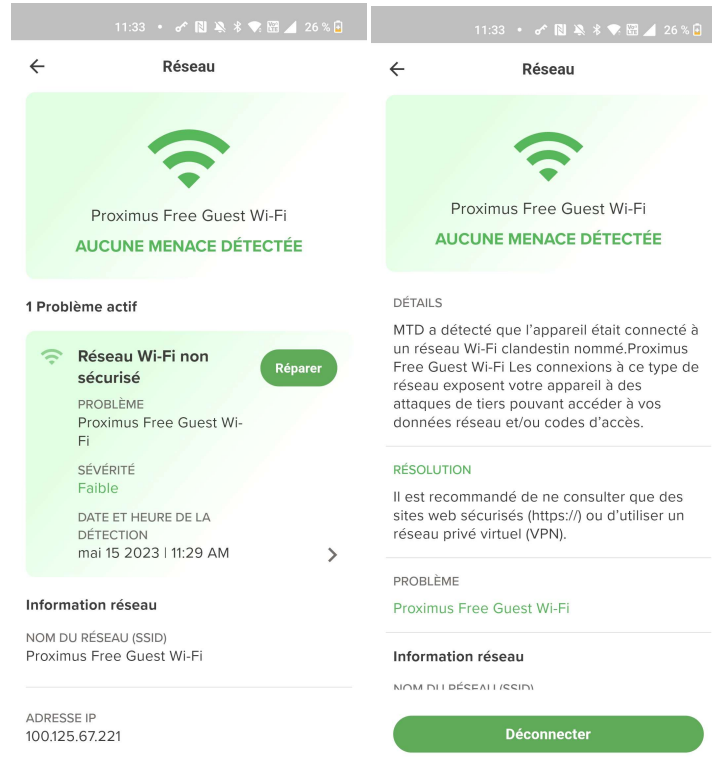 11:33
26 %
Réseau
Proximus Free Guest Wi-Fi
AUCUNE MENACE DÉTECTÉE
1 Problème actif
Réseau Wi-Fi non
sécurisé
Réparer
PROBLÈME
Proximus Free Guest Wi-
Fi
SÉVÉRITÉ
Faible
DATE ET HEURE DE LA
DÉTECTION
mai 15 2023 | 11:29 AM
Information réseau
NOM DU RÉSEAU (SSID)
Proximus Free Guest Wi-Fi
ADRESSE IP
100.125.67.221
11:33
26 %
Réseau
Proximus Free Guest Wi-Fi
AUCUNE MENACE DÉTECTÉE
DÉTAILS
MTD a détecté que l’appareil était connecté à
un réseau Wi-Fi clandestin nommé.Proximus
Free Guest Wi-Fi Les connexions à ce type de
réseau exposent votre appareil à des
attaques de tiers pouvant accéder à vos
données réseau et/ou codes d’accès.
RÉSOLUTION
Il est recommandé de ne consulter que des
sites web sécurisés (https://) ou d’utiliser un
réseau privé virtuel (VPN).
PROBLÈME
Proximus Free Guest Wi-Fi
Information réseau
NOM DU RÉSEAU (SSID)
Déconnecter